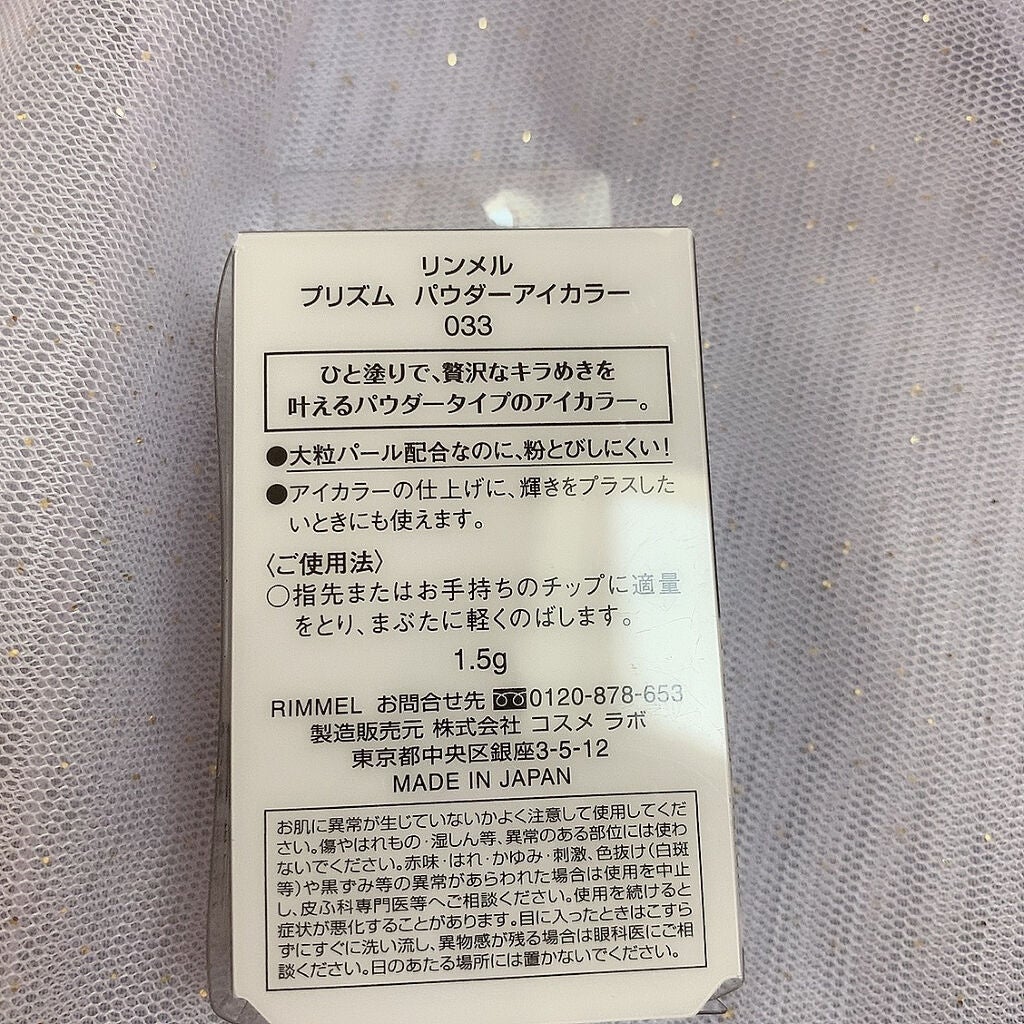 リンメル
プリズム パウダーアイカラー
033
ひと塗りで、贅沢なキラめきを
叶えるパウダータイプのアイカラー。
●大粒パール配合なのに、粉とびしにくい!
●アイカラーの仕上げに、輝きをプラスした
いときにも使えます。
〈ご使用法〉
○指先またはお手持ちのチップに適量
をとり、まぶたに軽くのばします。
1.5g
RIMMEL お問合せ先 0120-878-653
製造販売元 株式会社 コスメ ラボ
東京都中央区銀座3-5-12
MADE IN JAPAN
お肌に異常が生じていないかよく注意して使用してくだ
さい。傷やはれもの・湿しん等、異常のある部位には使わ
ないでください。赤味・はれ・かゆみ・刺激、色抜け(白斑
等)や黒ずみ等の異常があらわれた場合は使用を中止
し、皮ふ科専門医等へご相談ください。使用を続けると
症状が悪化することがあります。目に入ったときはこすら
ずにすぐに洗い流し、異物感が残る場合は眼科医にご相
談ください。日のあたる場所には置かないでください。